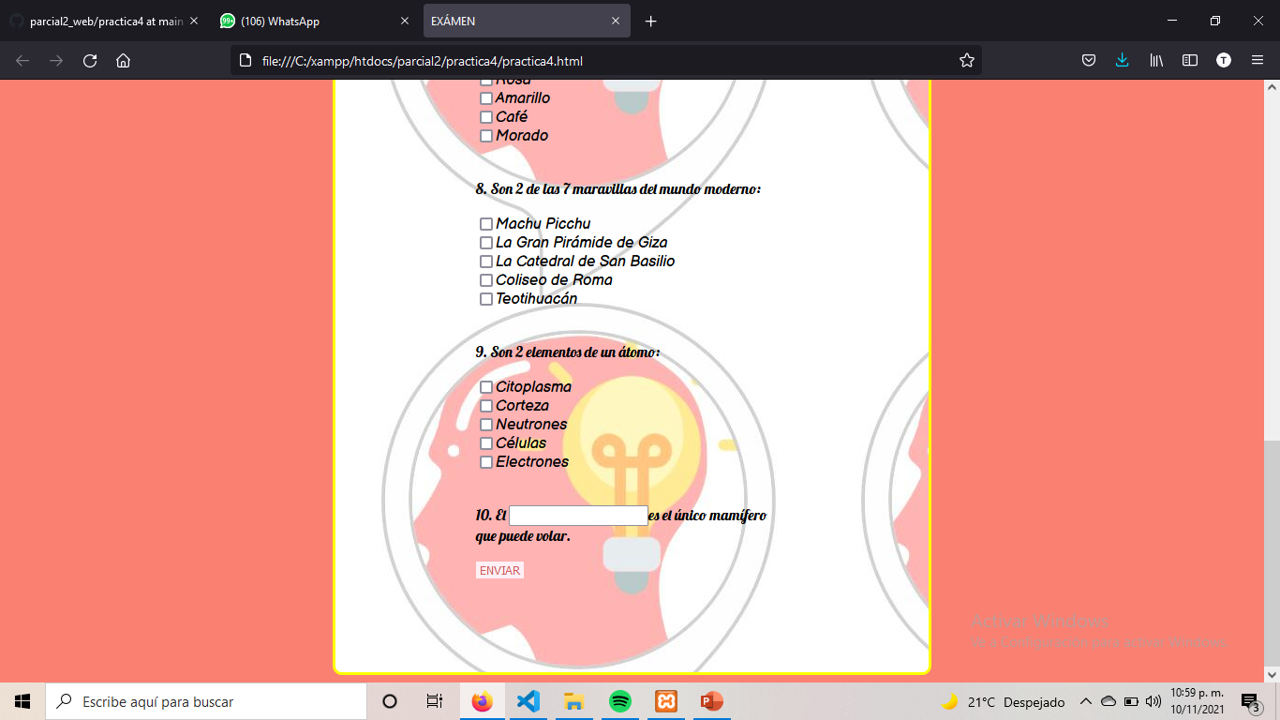 parcial2_web/practica4 at main
(106) WhatsApp
EXÁMEN
file:///C:/xampp/htdocs/parcial2/practica4/practica4.html
Rosa
Amarillo
Café
Morado
8. Son 2 de las 7 maravillas del mundo moderno:
Machu Picchu
La Gran Pirámide de Giza
La Catedral de San Basilio
Coliseo de Roma
Teotihuacán
9. Son 2 elementos de un átomo:
Citoplasma
Corteza
Neutrones
Células
Electrones
10. El es el único mamífero
que puede volar.
ENVIAR
Activar Windows
Ve a Configuración para activar Windows.
Escribe aquí para buscar
21°C Despejado
10:59 p. m.
10/11/2021
3